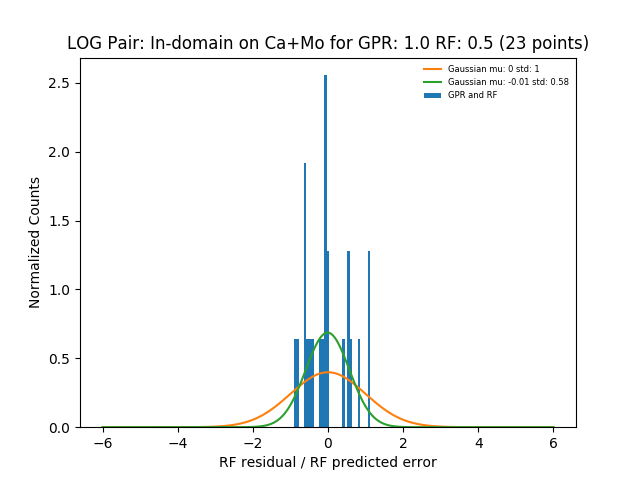 LOG Pair: In-domain on Ca+Mo for GPR: 1.0 RF: 0.5 (23 points)
Gaussian mu: 0 std: 1
Gaussian mu: -0.01 std: 0.58
GPR and RF
Normalized Counts
2.5
2.0
1.5
1.0
0.5
0.0
−6 −4 −2 0 2 4 6
RF residual / RF predicted error